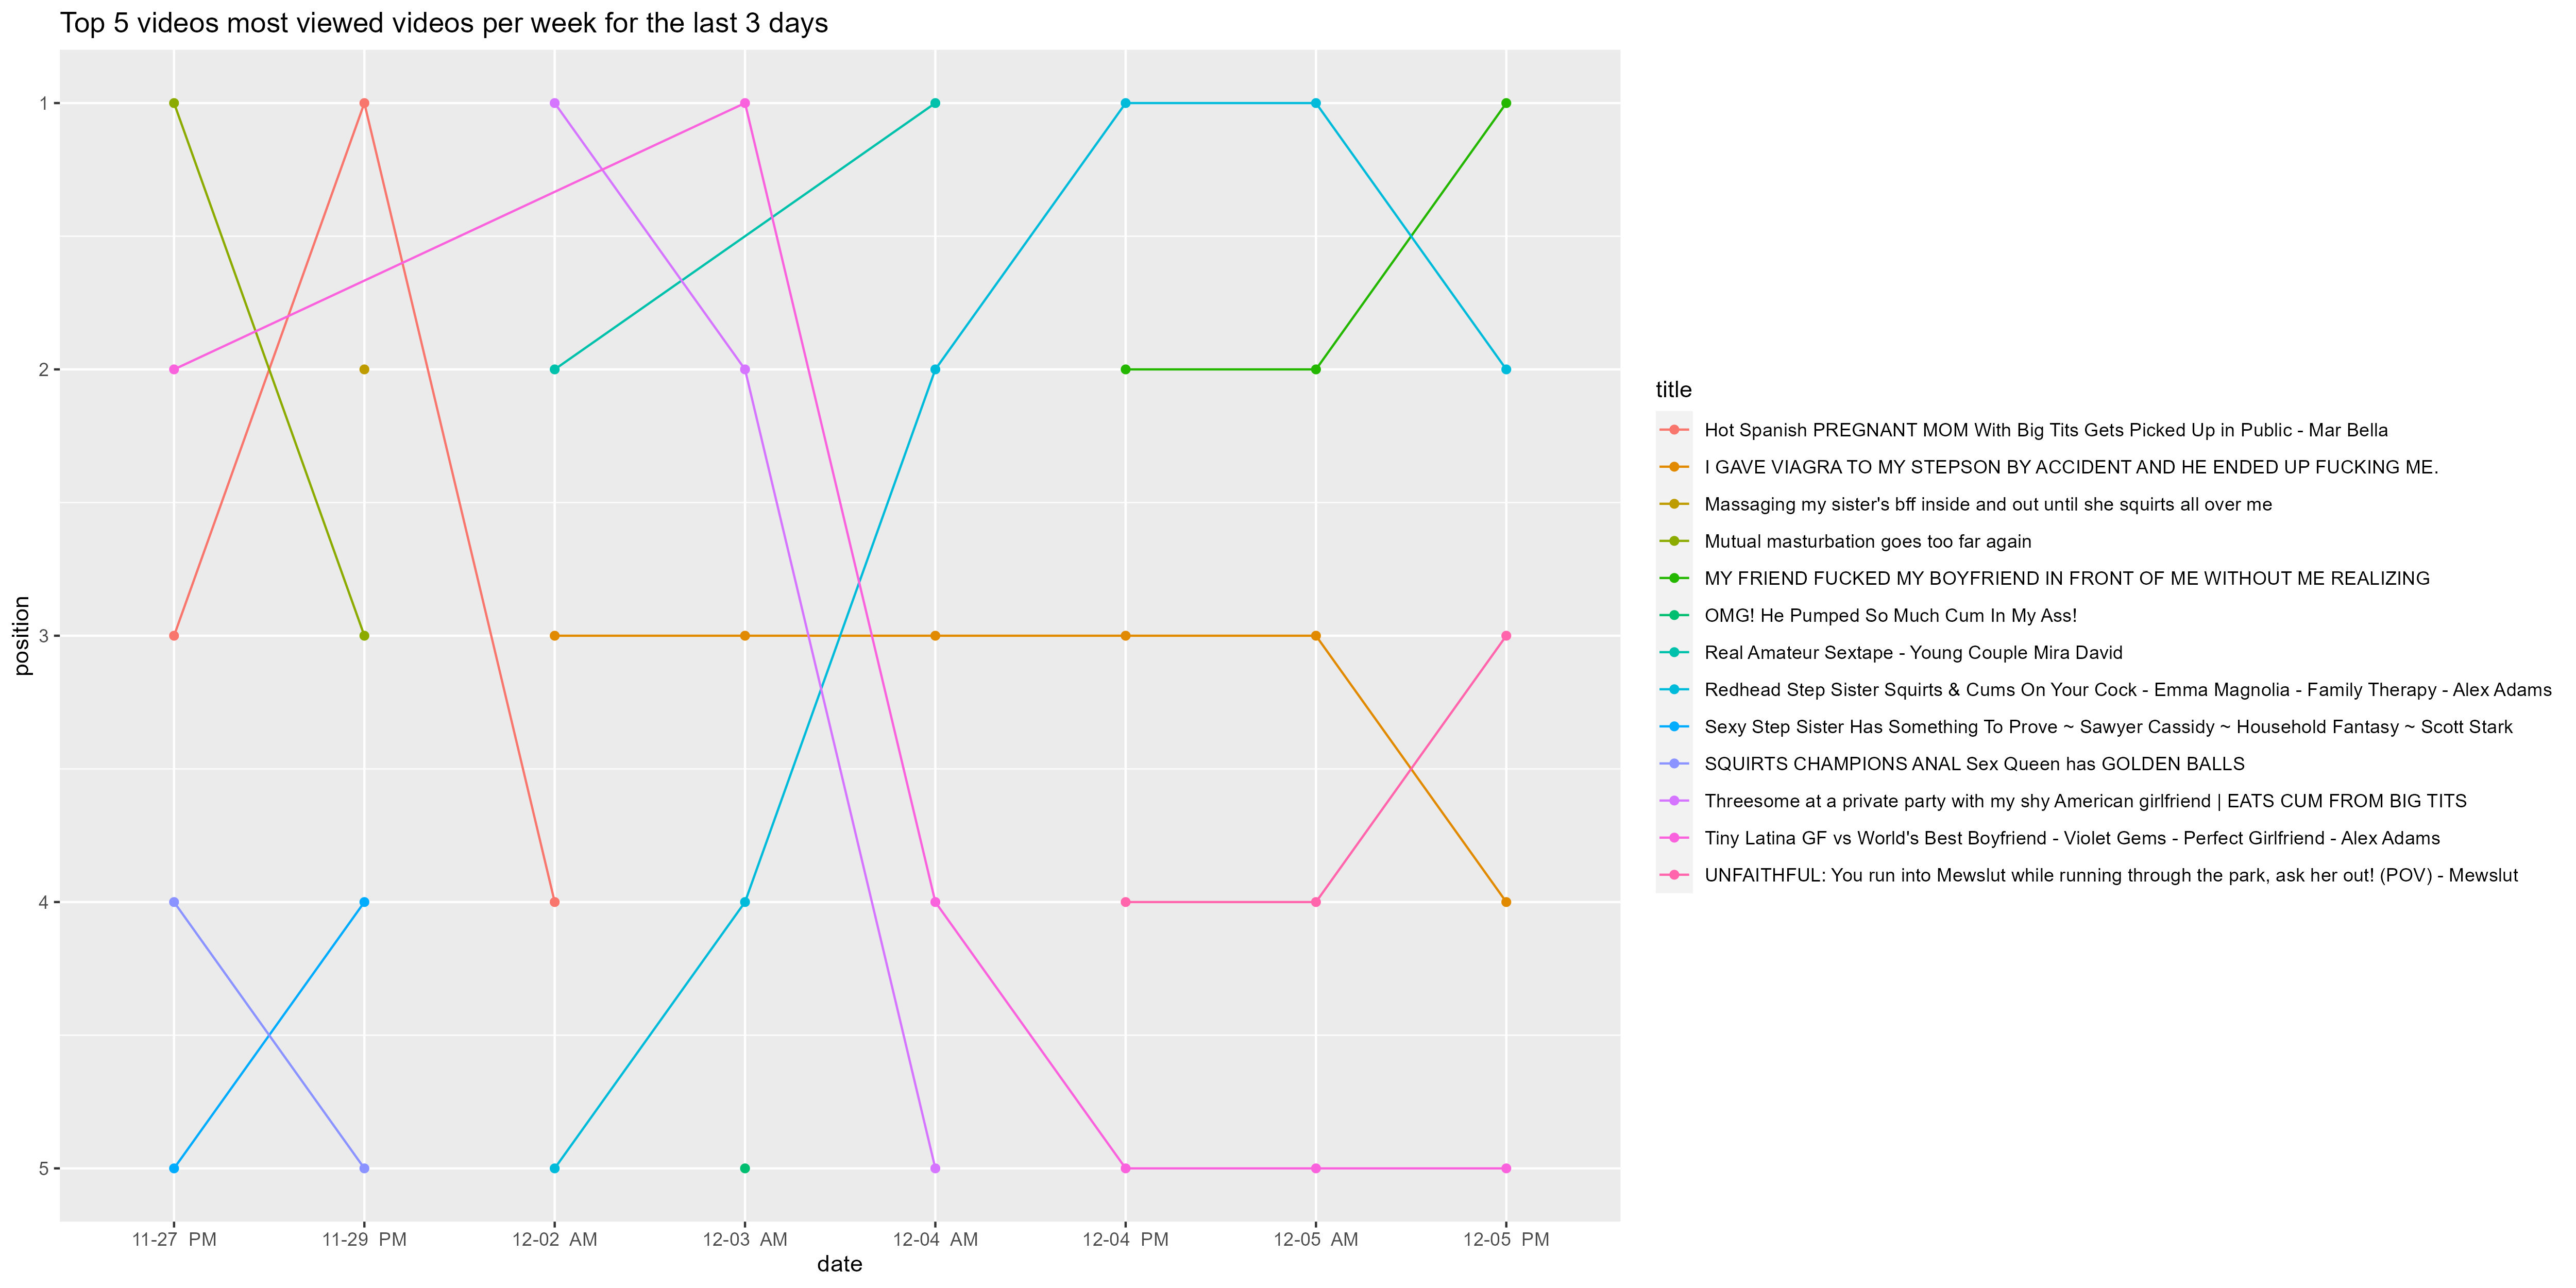 Top 5 videos most viewed videos per week for the last 3 days
position
1
2
3
4
5
11-27 PM
11-29 PM
12-02 AM
12-03 AM
12-04 AM
12-04 PM
12-05 AM
12-05 PM
date
title
Hot Spanish PREGNANT MOM With Big Tits Gets Picked Up in Public - Mar Bella
I GAVE VIAGRA TO MY STEPSON BY ACCIDENT AND HE ENDED UP FUCKING ME.
Massaging my sister's bff inside and out until she squirts all over me
Mutual masturbation goes too far again
MY FRIEND FUCKED MY BOYFRIEND IN FRONT OF ME WITHOUT ME REALIZING
OMG! He Pumped So Much Cum In My Ass!
Real Amateur Sextape - Young Couple Mira David
Redhead Step Sister Squirts & Cums On Your Cock - Emma Magnolia - Family Therapy - Alex Adams
Sexy Step Sister Has Something To Prove ~ Sawyer Cassidy ~ Household Fantasy ~ Scott Stark
SQUIRTS CHAMPIONS ANAL Sex Queen has GOLDEN BALLS
Threesome at a private party with my shy American girlfriend | EATS CUM FROM BIG TITS
Tiny Latina GF vs World's Best Boyfriend - Violet Gems - Perfect Girlfriend - Alex Adams
UNFAITHFUL: You run into Mewslut while running through the park, ask her out! (POV) - Mewslut